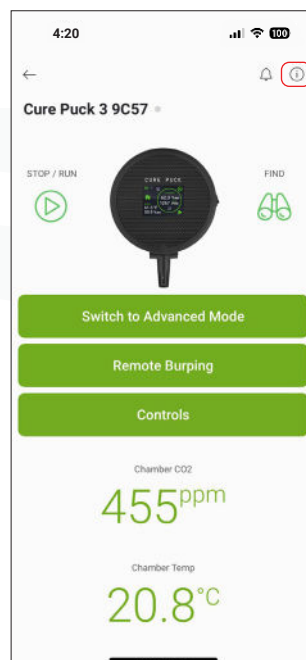 4:20
100
Cure Puck 3 9C57
STOP / RUN
FIND
CURE PUCK
Switch to Advanced Mode
Remote Burping
Controls
Chamber CO2
455ppm
Chamber Temp
20.8°C